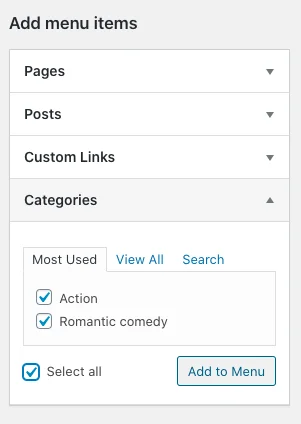 Add menu items
Pages
Posts
Custom Links
Categories
Most Used View All Search
Action
Romantic comedy
Select all Add to Menu